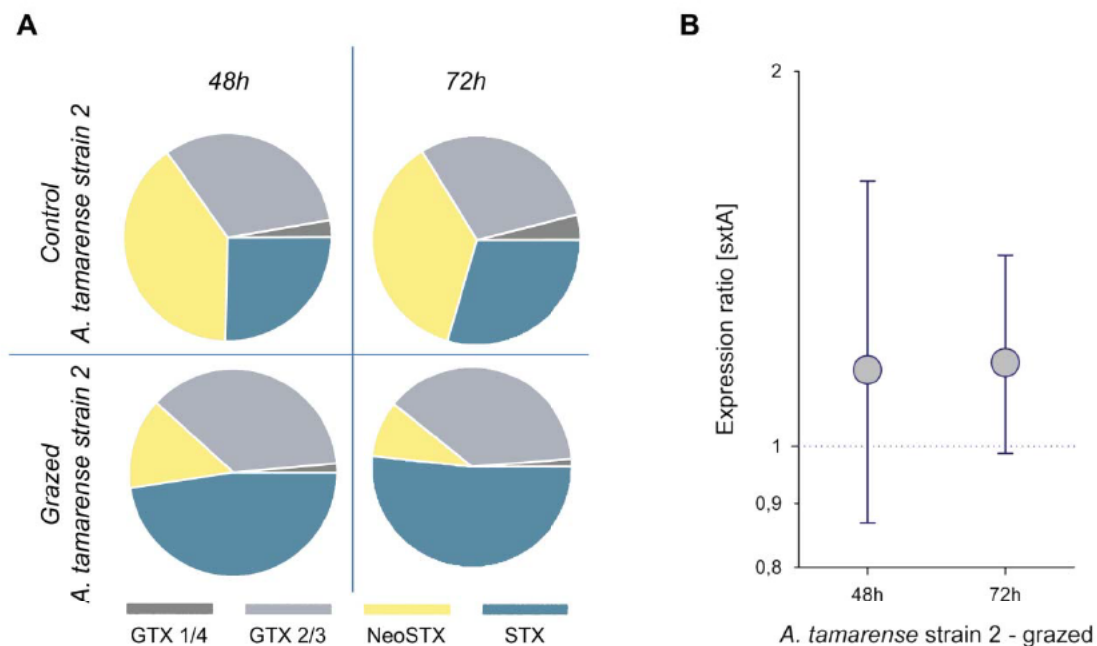 A
48h
72h
Control
A. tamarense strain 2
Grazed
A. tamarense strain 2
GTX 1/4
GTX 2/3
NeoSTX
STX
B
Expression ratio [sxtA]
2
1
0,9
0,8
48h
72h
A. tamarense strain 2 - grazed